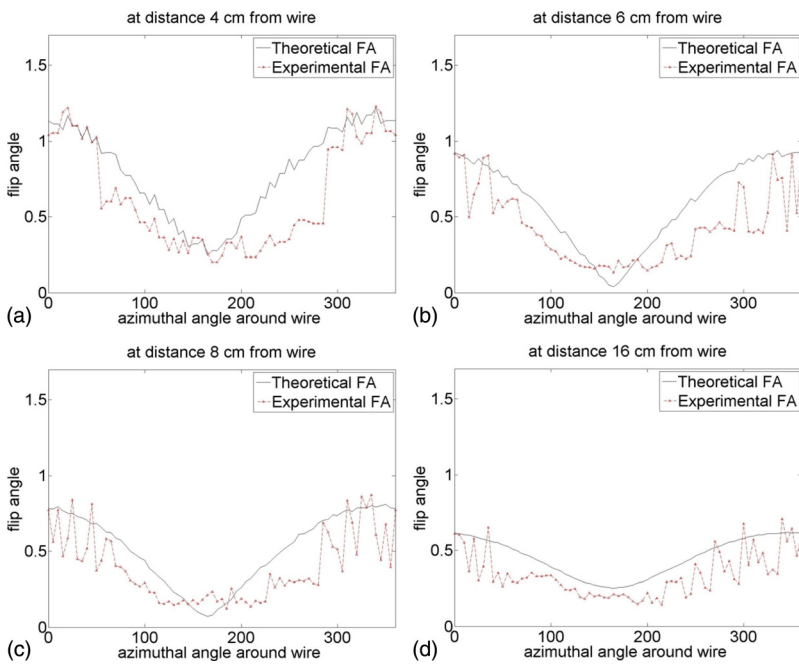 at distance 4 cm from wire
1.5
1
0.5
0
flip angle
Theoretical FA
Experimental FA
0 100 200 300
(a) azimuthal angle around wire
at distance 6 cm from wire
1.5
1
0.5
0
flip angle
Theoretical FA
Experimental FA
0 100 200 300
(b) azimuthal angle around wire
at distance 8 cm from wire
1.5
1
0.5
0
flip angle
Theoretical FA
Experimental FA
0 100 200 300
(c) azimuthal angle around wire
at distance 16 cm from wire
1.5
1
0.5
0
flip angle
Theoretical FA
Experimental FA
0 100 200 300
(d) azimuthal angle around wire